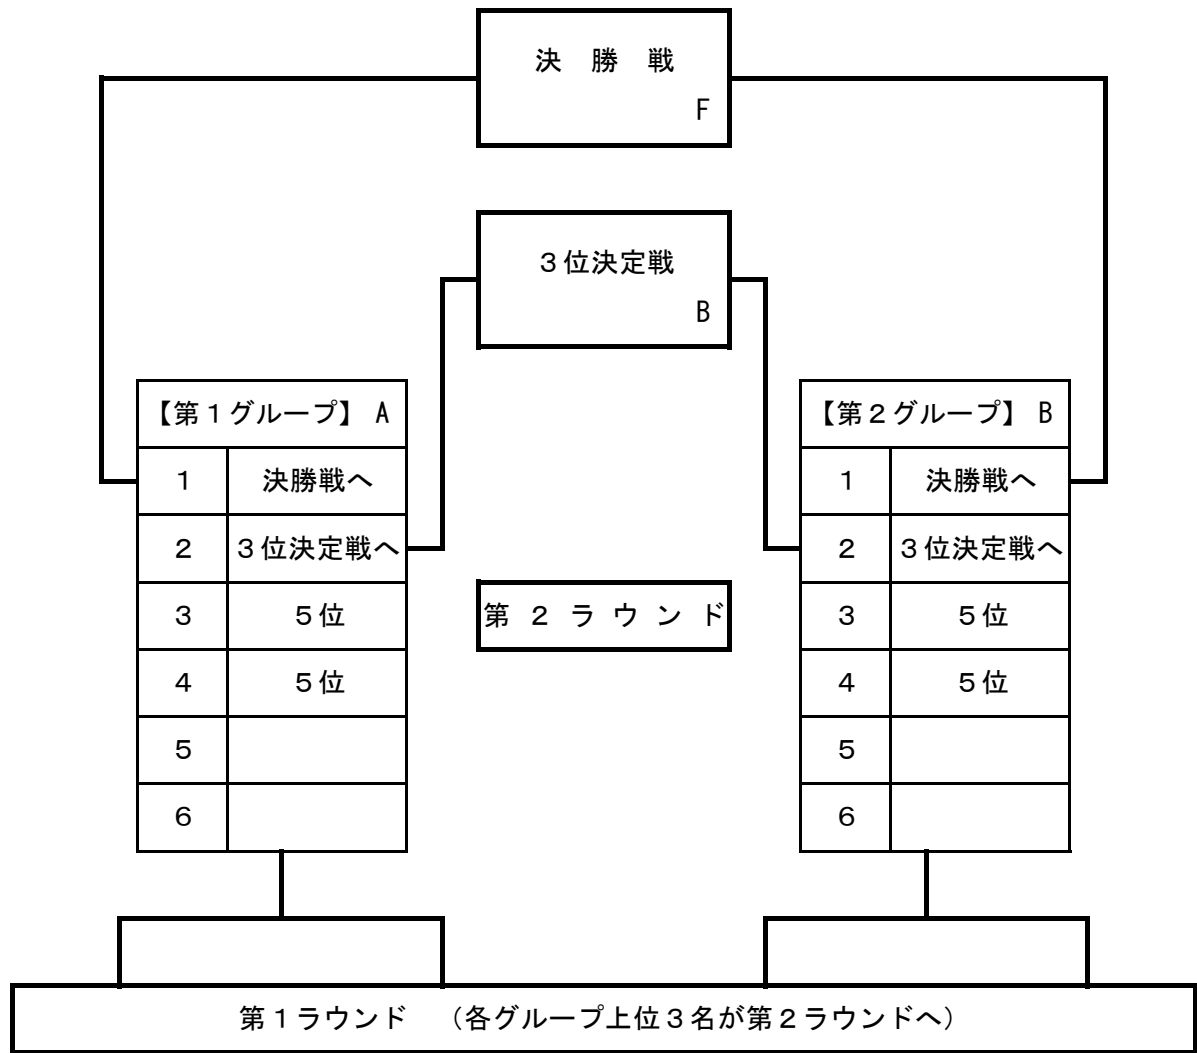 決　勝　戦
F
３位決定戦
B
【第１グループ】 A
１ 決勝戦へ
２ ３位決定戦へ
３ ５位
４ ５位
５
６
【第２グループ】 B
１ 決勝戦へ
２ ３位決定戦へ
３ ５位
４ ５位
５
６
第 ２ ラ ウ ン ド
第１ラウンド　（各グループ上位３名が第２ラウンドへ）